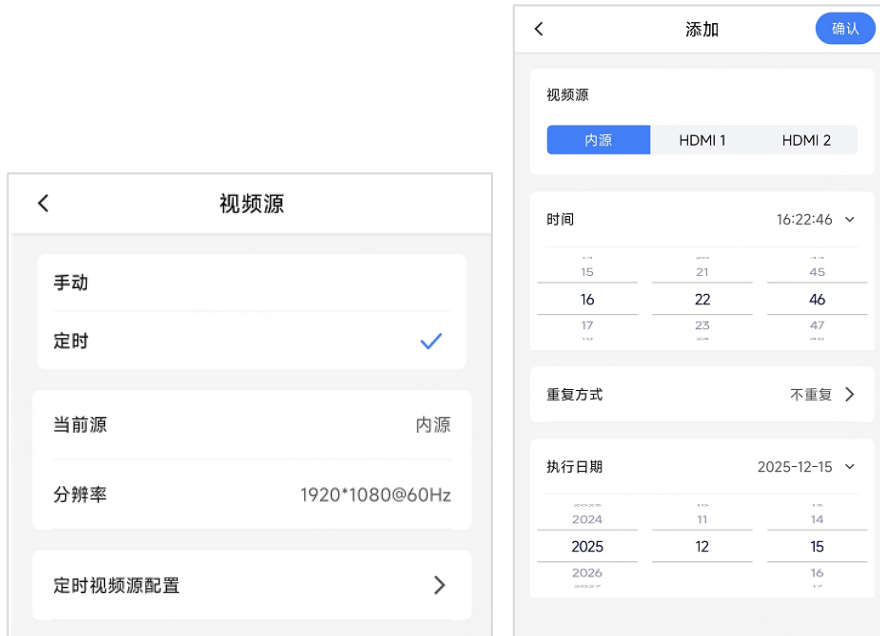 视频源
手动
定时
当前源 内源
分辨率 1920*1080@60Hz
定时视频源配置
添加 确认
视频源
内源 HDMI 1 HDMI 2
时间 16:22:46
15 21 45
16 22 46
17 23 47
重复方式 不重复
执行日期 2025-12-15
2024 11 14
2025 12 15
2026 16